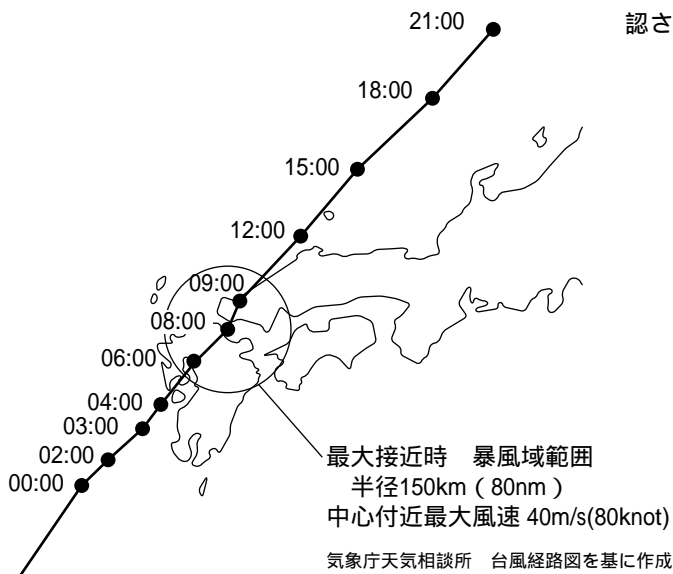 21:00
認さ
18:00
15:00
12:00
09:00
08:00
06:00
04:00
03:00
02:00
00:00
最大接近時　暴風域範囲
半径150km（80nm）
中心付近最大風速 40m/s(80knot)
気象庁天気相談所　台風経路図を基に作成